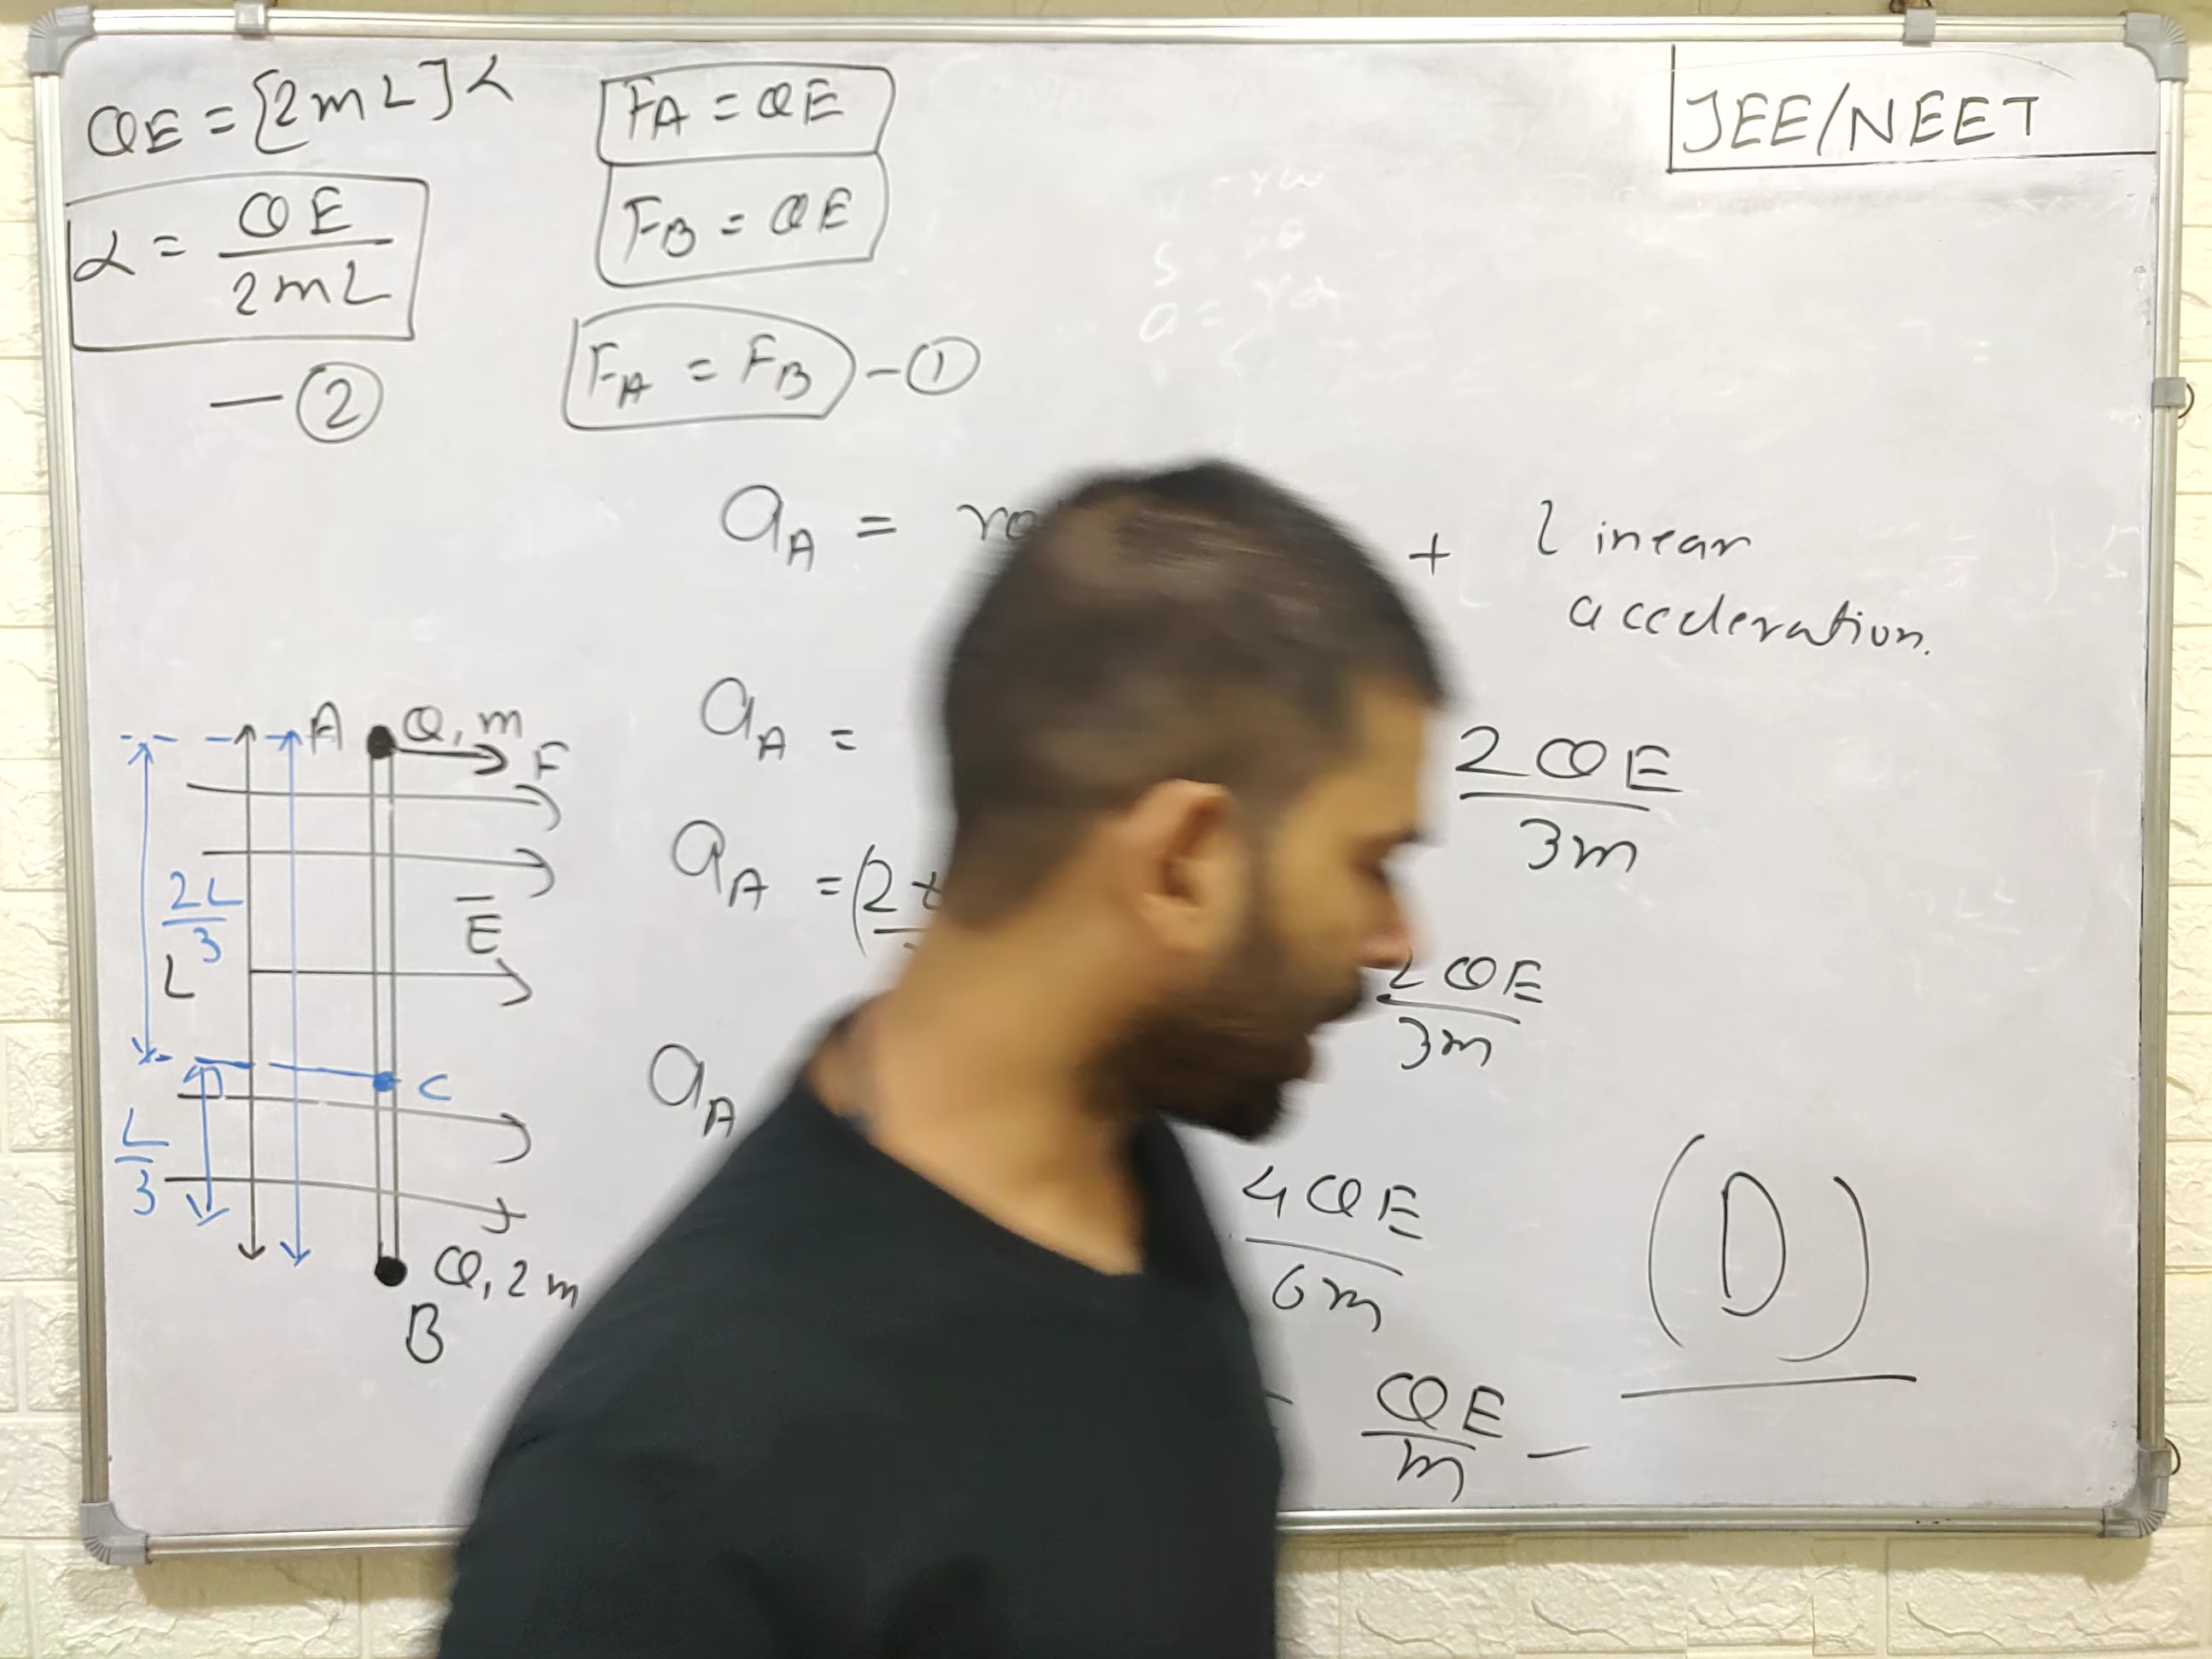 QE = [2mL]α
α = QE / 2mL
— ②
FA = QE
FB = QE
FA = FB — ①
JEE/NEET
a =
aA = + linear
acceleration.
aA = 2QE / 3m
aA = (2 2QE / 3m
aA
4QE / 6m
QE / m —
(D)
A Q, m
F
2L / 3
E̅
L
C
L / 3
Q, 2m
B